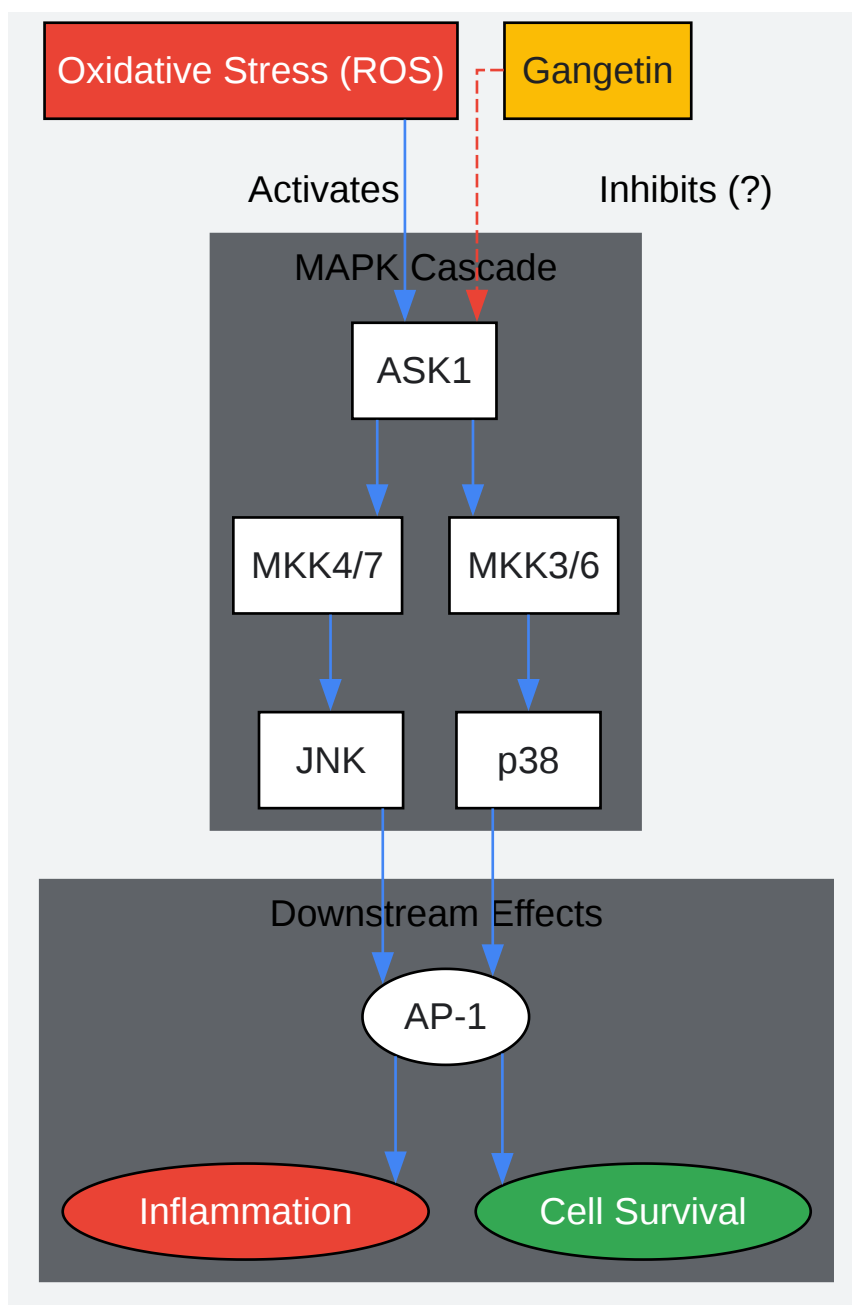 Oxidative Stress (ROS)
Gangetin
Activates
Inhibits (?)
MAPK Cascade
ASK1
MKK4/7
MKK3/6
JNK
p38
Downstream Effects
AP-1
Inflammation
Cell Survival